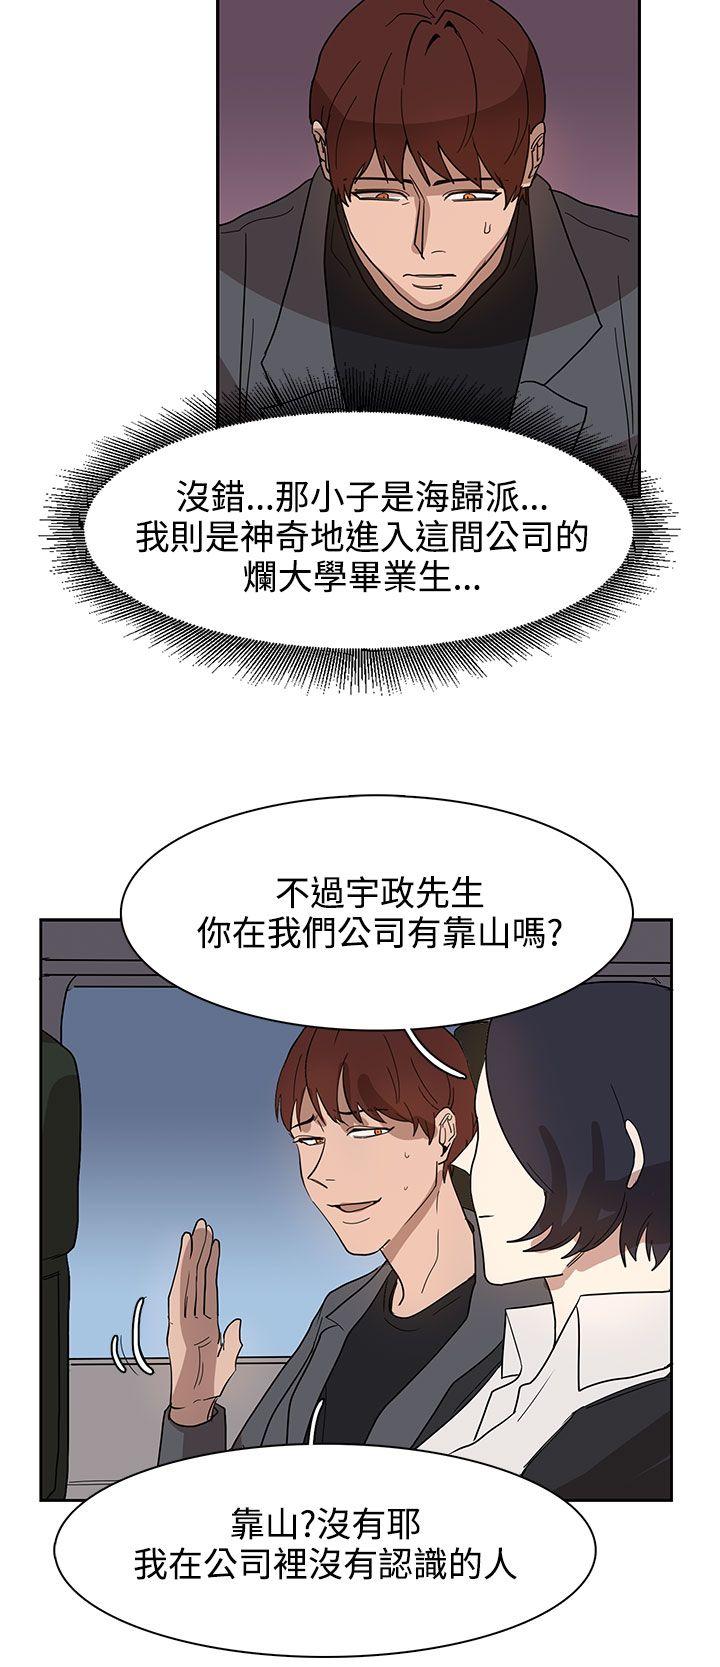 沒錯...那小子是海歸派...
我則是神奇地進入這間公司的
爛大學畢業生...
不過宇政先生
你在我們公司有靠山嗎?
靠山?沒有耶
我在公司裡沒有認識的人